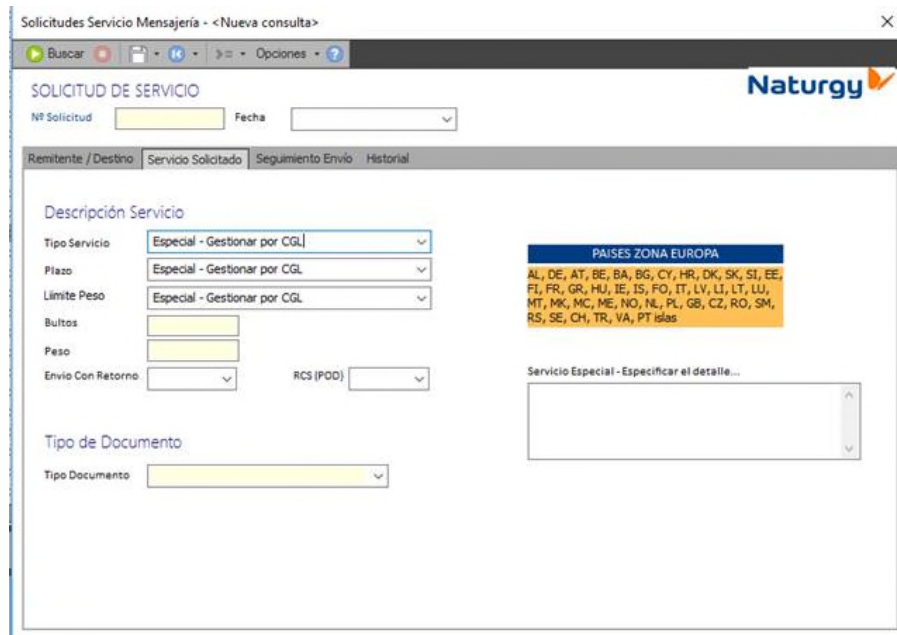 Solicitudes Servicio Mensajería - <Nueva consulta>
Buscar Opciones
SOLICITUD DE SERVICIO
Naturgy
Nº Solicitud Fecha
Remitente / Destino Servicio Solicitado Seguimiento Envío Historial
Descripción Servicio
Tipo Servicio Especial - Gestionar por CGL
Plazo Especial - Gestionar por CGL
Límite Peso Especial - Gestionar por CGL
Bultos
Peso
Envio Con Retorno RCS (POD)
PAISES ZONA EUROPA
AL, DE, AT, BE, BA, BG, CY, HR, DK, SK, SI, EE,
FI, FR, GR, HU, IE, IS, FO, IT, LV, LI, LT, LU,
MT, MK, MC, ME, NO, NL, PL, GB, CZ, RO, SM,
RS, SE, CH, TR, VA, PT islas
Servicio Especial - Especificar el detalle...
Tipo de Documento
Tipo Documento